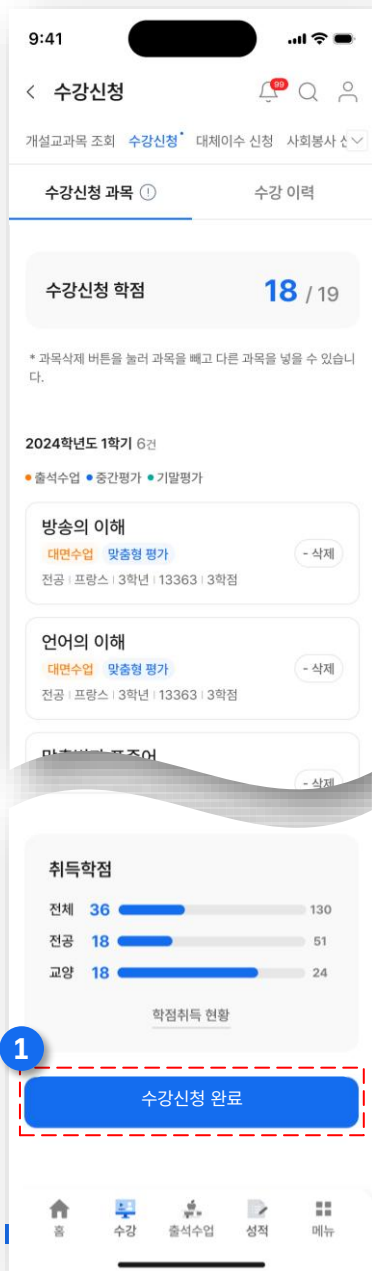 9:41
수강신청
99
개설교과목 조회 수강신청 대체이수 신청 사회봉사
수강신청 과목 수강 이력
수강신청 학점 18 / 19
* 과목삭제 버튼을 눌러 과목을 빼고 다른 과목을 넣을 수 있습니
다.
2024학년도 1학기 6건
출석수업 중간평가 기말평가
방송의 이해
대면수업 맞춤형 평가 - 삭제
전공 | 프랑스 | 3학년 | 13363 | 3학점
언어의 이해
대면수업 맞춤형 평가 - 삭제
전공 | 프랑스 | 3학년 | 13363 | 3학점
- 삭제
취득학점
전체 36 130
전공 18 51
교양 18 24
학점취득 현황
1
수강신청 완료
홈 수강 출석수업 성적 메뉴